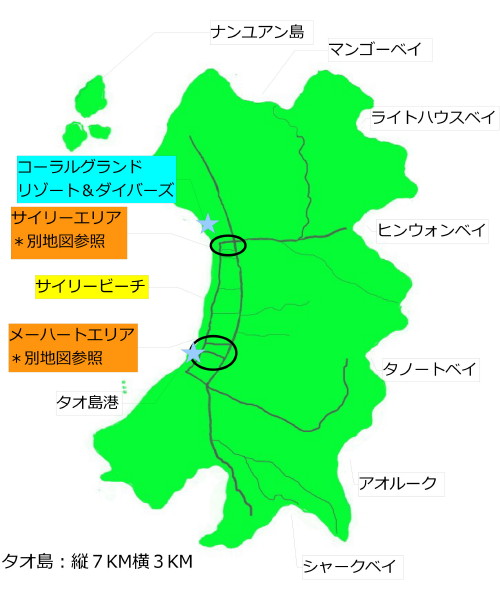 ナンユアン島
マンゴーベイ
ライトハウスベイ
コーラルグランド
リゾート＆ダイバーズ
サイリーエリア
＊別地図参照
ヒンウォンベイ
サイリービーチ
メーハートエリア
＊別地図参照
タノートベイ
タオ島港
アオルーク
タオ島：縦７KM横３KM
シャークベイ